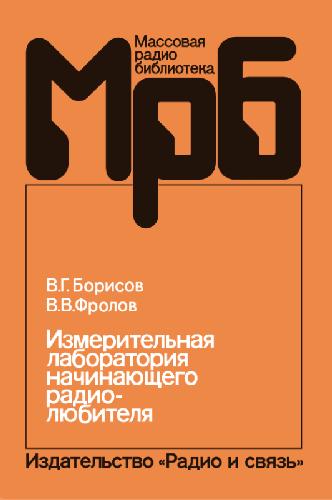 Массовая
радио
библиотека
Мрб
В.Г. Борисов
В.В.Фролов
Измерительная
лаборатория
начинающего
радио-
любителя
Издательство «Радио и связь»